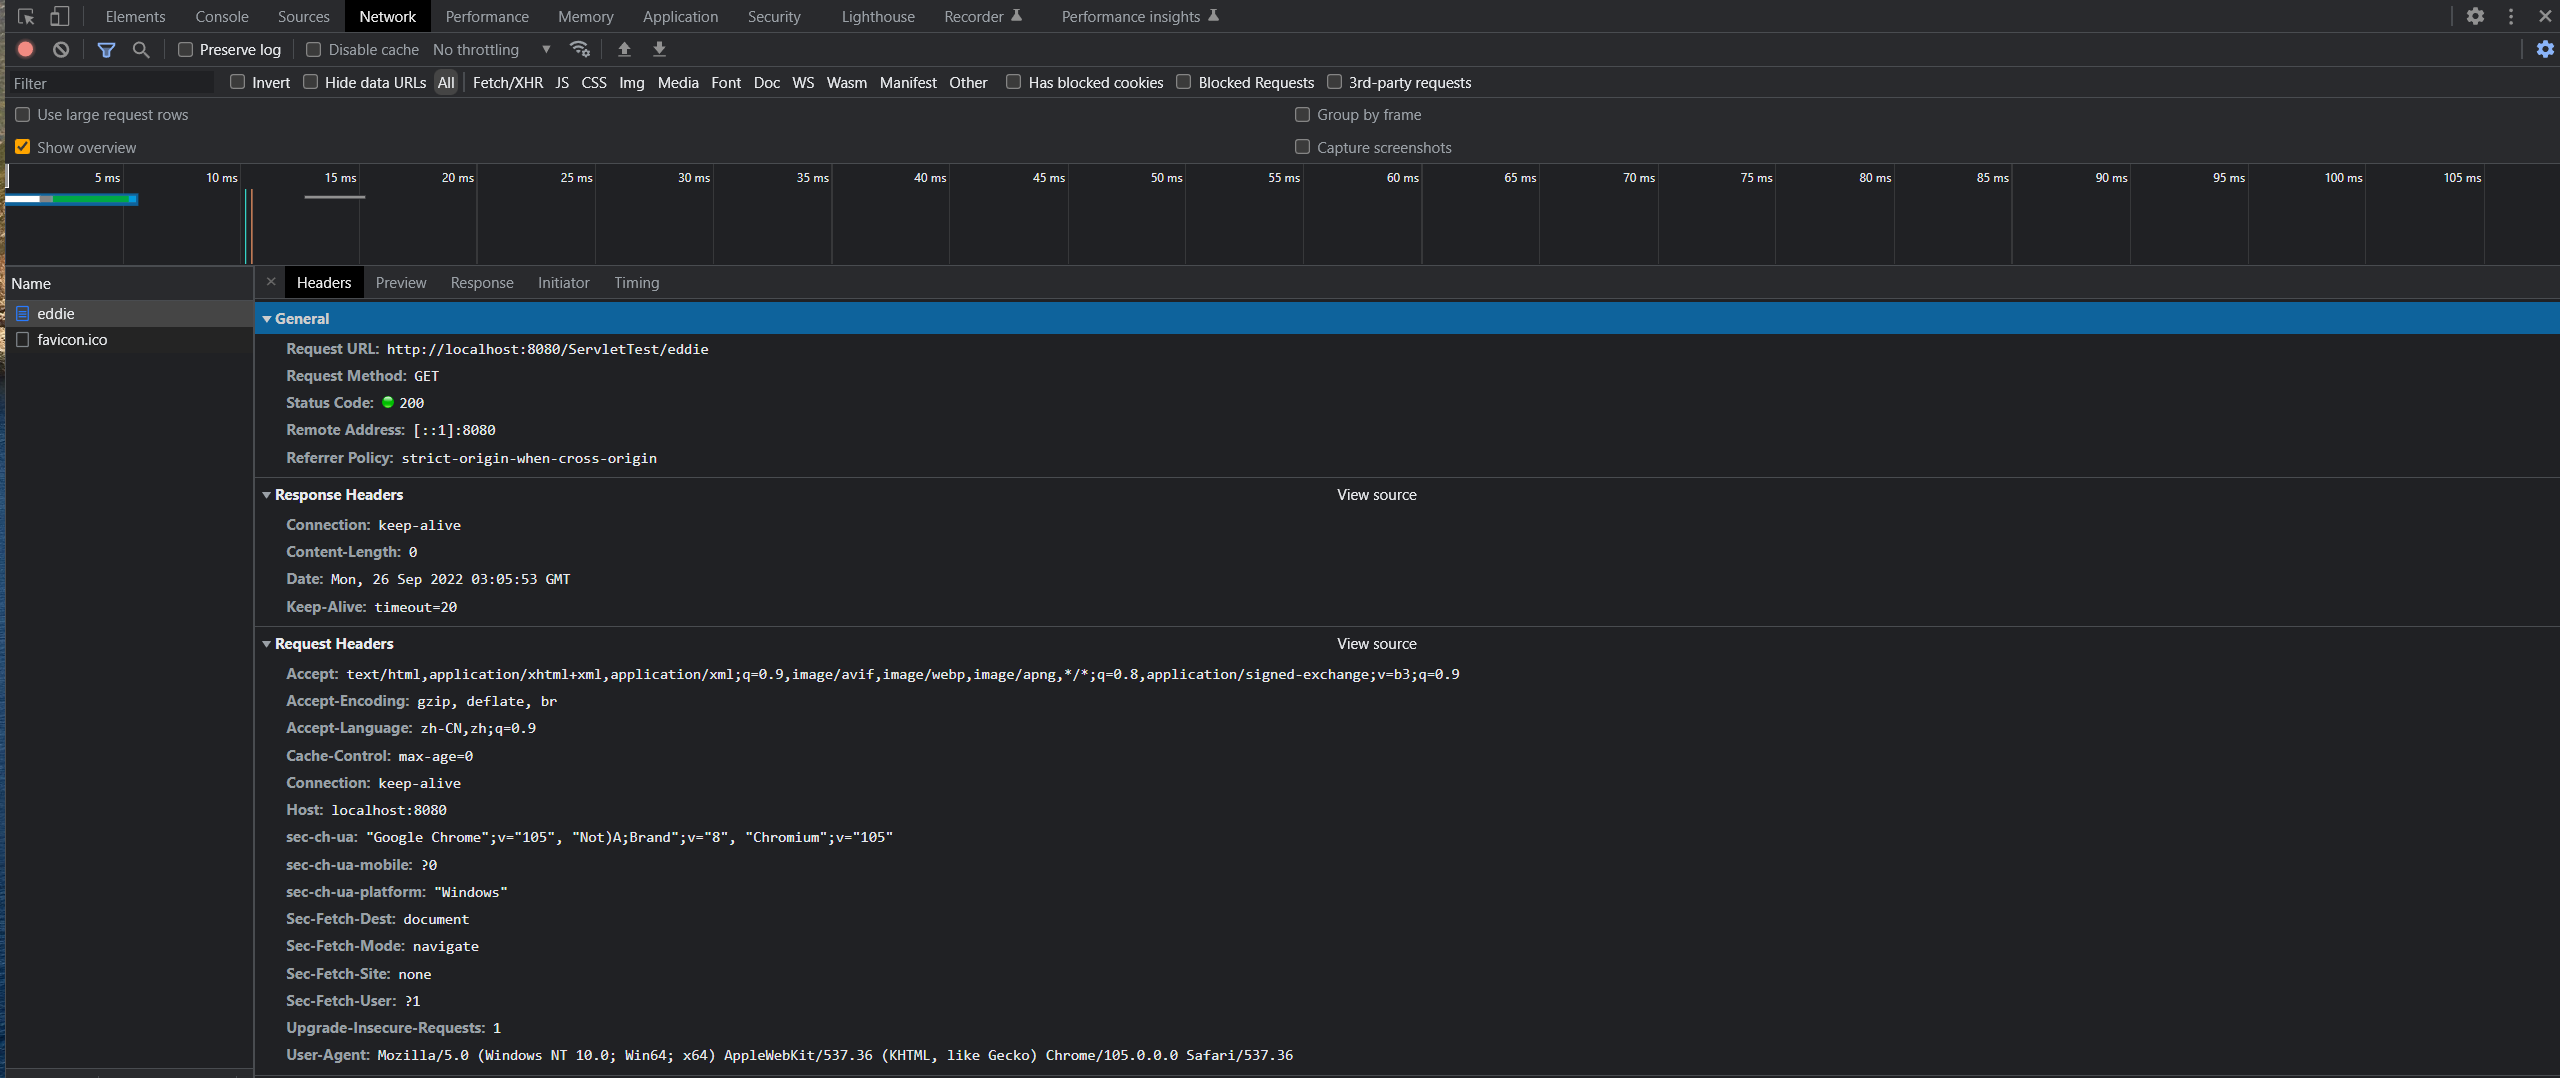 Elements Console Sources Network Performance Memory Application Security Lighthouse Recorder Performance insights
Preserve log Disable cache No throttling
Filter Invert Hide data URLs All Fetch/XHR JS CSS Img Media Font Doc WS Wasm Manifest Other Has blocked cookies Blocked Requests 3rd-party requests
Use large request rows Group by frame
Show overview Capture screenshots
5 ms 10 ms 15 ms 20 ms 25 ms 30 ms 35 ms 40 ms 45 ms 50 ms 55 ms 60 ms 65 ms 70 ms 75 ms 80 ms 85 ms 90 ms 95 ms 100 ms 105 ms
Name
eddie
favicon.ico
Headers Preview Response Initiator Timing
General
Request URL: http://localhost:8080/ServletTest/eddie
Request Method: GET
Status Code: 200
Remote Address: [::1]:8080
Referrer Policy: strict-origin-when-cross-origin
Response Headers View source
Connection: keep-alive
Content-Length: 0
Date: Mon, 26 Sep 2022 03:05:53 GMT
Keep-Alive: timeout=20
Request Headers View source
Accept: text/html,application/xhtml+xml,application/xml;q=0.9,image/avif,image/webp,image/apng,*/*;q=0.8,application/signed-exchange;v=b3;q=0.9
Accept-Encoding: gzip, deflate, br
Accept-Language: zh-CN,zh;q=0.9
Cache-Control: max-age=0
Connection: keep-alive
Host: localhost:8080
sec-ch-ua: "Google Chrome";v="105", "Not)A;Brand";v="8", "Chromium";v="105"
sec-ch-ua-mobile: ?0
sec-ch-ua-platform: "Windows"
Sec-Fetch-Dest: document
Sec-Fetch-Mode: navigate
Sec-Fetch-Site: none
Sec-Fetch-User: ?1
Upgrade-Insecure-Requests: 1
User-Agent: Mozilla/5.0 (Windows NT 10.0; Win64; x64) AppleWebKit/537.36 (KHTML, like Gecko) Chrome/105.0.0.0 Safari/537.36